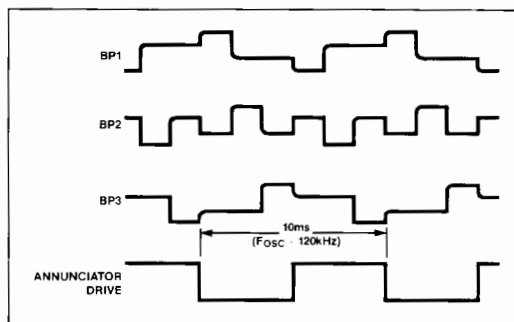 BP1
BP2
BP3
10ms
(FOSC · 120kHz)
ANNUNCIATOR
DRIVE